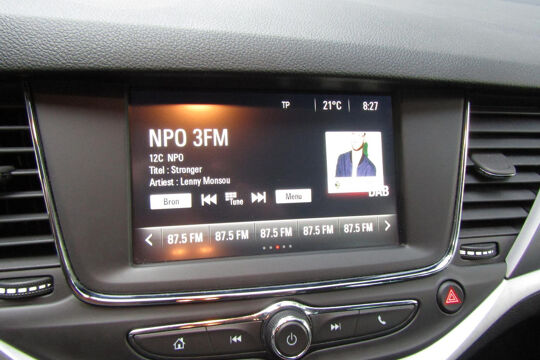 TP 21°C 8:27
NPO 3FM
12C NPO
Titel : Stronger
Artiest : Lenny Monsou
DAB
Bron Tune Menu
87.5 FM 87.5 FM 87.5 FM 87.5 FM 87.5 FM